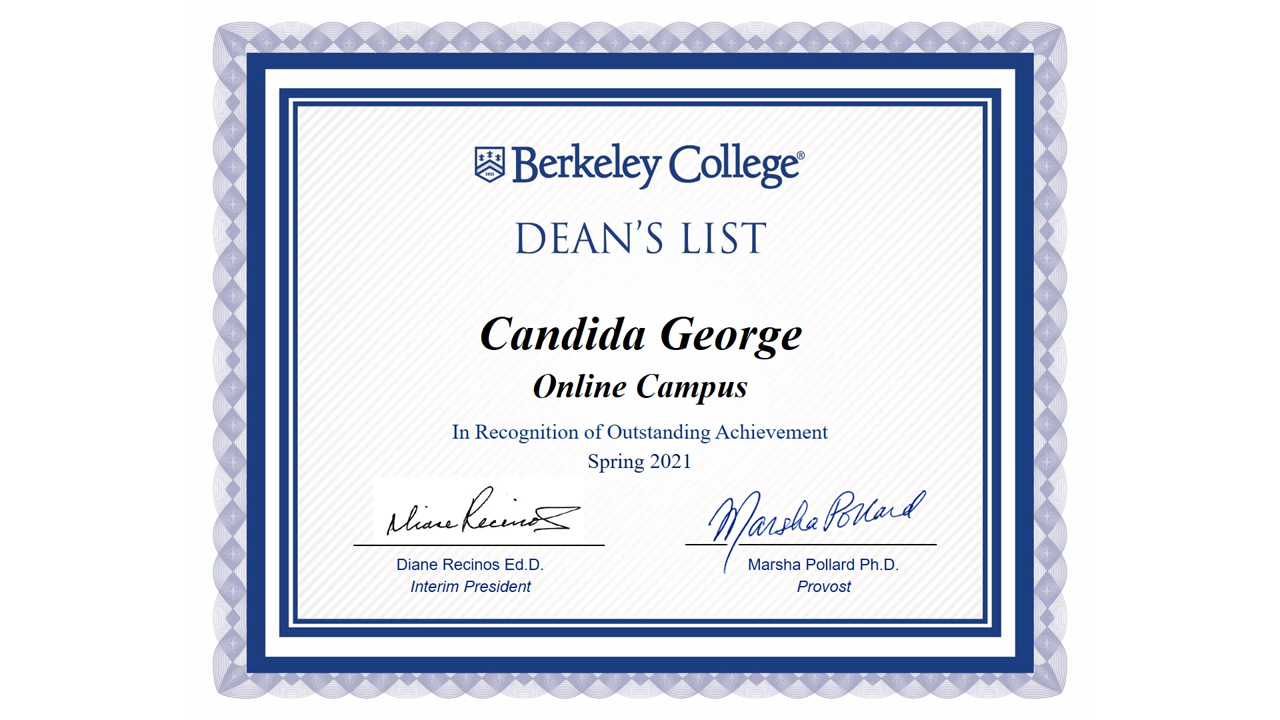 Berkeley College®
DEAN'S LIST
Candida George
Online Campus
In Recognition of Outstanding Achievement
Spring 2021
Diane Recinos Marsha Pollard
Diane Recinos Ed.D. Marsha Pollard Ph.D.
Interim President Provost